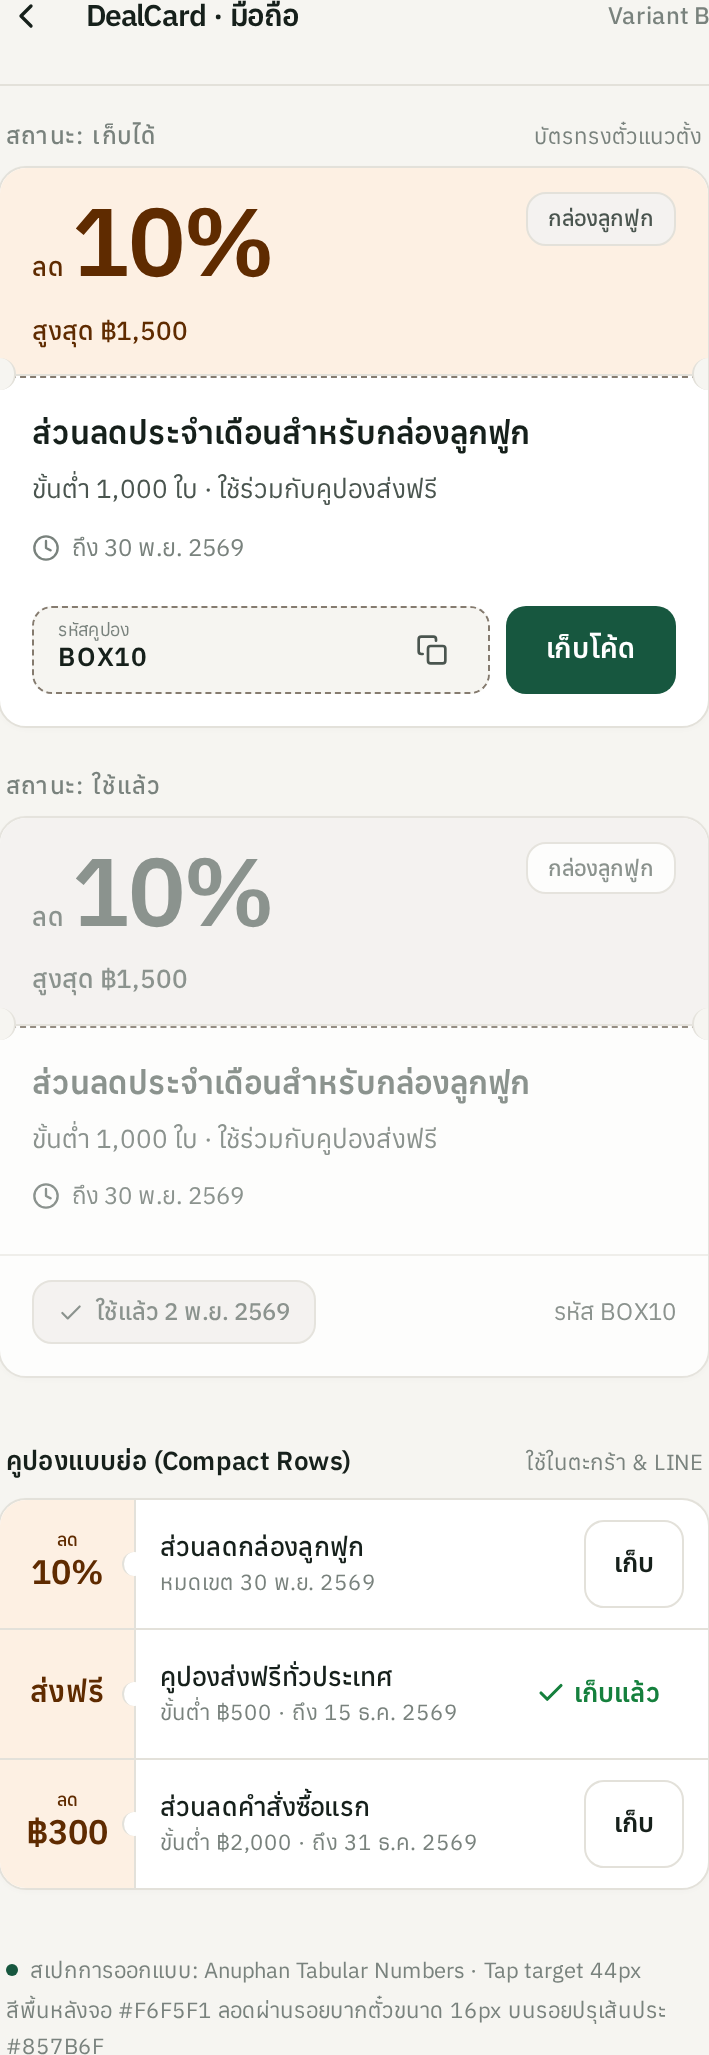 DealCard · มือถือ
Variant B
สถานะ: เก็บได้
บัตรทรงตั๋วแนวตั้ง
ลด 10%
กล่องลูกฟูก
สูงสุด ฿1,500
ส่วนลดประจำเดือนสำหรับกล่องลูกฟูก
ขั้นต่ำ 1,000 ใบ · ใช้ร่วมกับคูปองส่งฟรี
ถึง 30 พ.ย. 2569
รหัสคูปอง
BOX10
เก็บโค้ด
สถานะ: ใช้แล้ว
ลด 10%
กล่องลูกฟูก
สูงสุด ฿1,500
ส่วนลดประจำเดือนสำหรับกล่องลูกฟูก
ขั้นต่ำ 1,000 ใบ · ใช้ร่วมกับคูปองส่งฟรี
ถึง 30 พ.ย. 2569
ใช้แล้ว 2 พ.ย. 2569
รหัส BOX10
คูปองแบบย่อ (Compact Rows)
ใช้ในตะกร้า & LINE
ลด
10%
ส่วนลดกล่องลูกฟูก
หมดเขต 30 พ.ย. 2569
เก็บ
ส่งฟรี
คูปองส่งฟรีทั่วประเทศ
ขั้นต่ำ ฿500 · ถึง 15 ธ.ค. 2569
เก็บแล้ว
ลด
฿300
ส่วนลดคำสั่งซื้อแรก
ขั้นต่ำ ฿2,000 · ถึง 31 ธ.ค. 2569
เก็บ
สเปกการออกแบบ: Anuphan Tabular Numbers · Tap target 44px
สีพื้นหลังจอ #F6F5F1 ลอดผ่านรอยบากตั๋วขนาด 16px บนรอยปรุเส้นประ
#857B6F